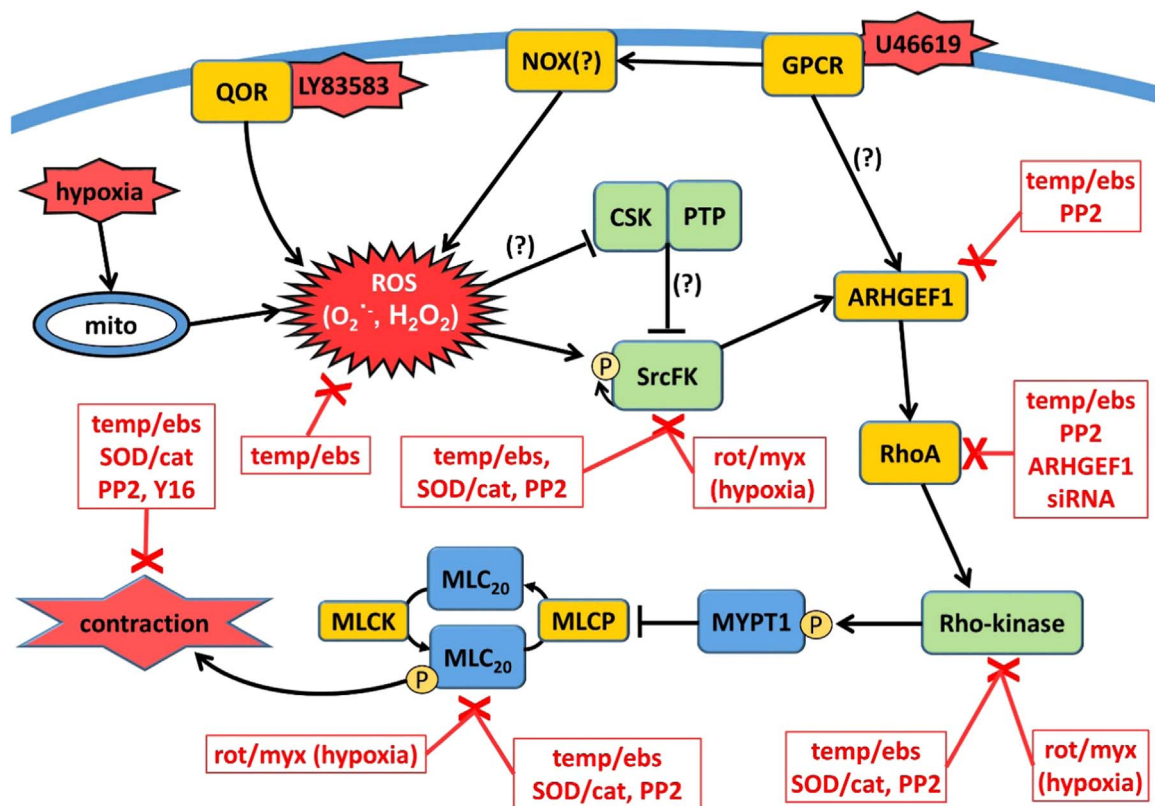 U46619
NOX(?)
GPCR
QOR
LY83583
hypoxia
(?)
temp/ebs
PP2
CSK
PTP
(?)
(?)
ROS
(O₂˙⁻, H₂O₂)
mito
ARHGEF1
P
SrcFK
temp/ebs
SOD/cat
PP2, Y16
temp/ebs
temp/ebs,
SOD/cat, PP2
rot/myx
(hypoxia)
RhoA
temp/ebs
PP2
ARHGEF1
siRNA
contraction
MLC₂₀
MLCK
MLCP
MLC₂₀
P
MYPT1
P
Rho-kinase
rot/myx (hypoxia)
temp/ebs
SOD/cat, PP2
temp/ebs
SOD/cat, PP2
rot/myx
(hypoxia)